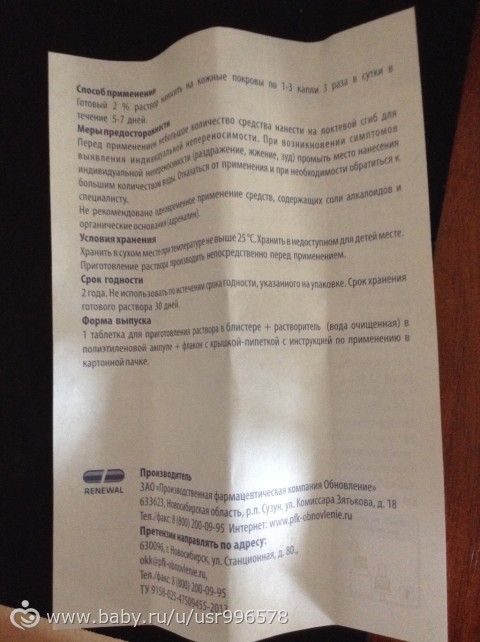 Способ применения
Готовый 2 % раствор наносить на кожные покровы по 1-3 капли 3 раза в сутки в
течение 5-7 дней.
Меры предосторожности
Перед применением небольшое количество средства нанести на локтевой сгиб для
выявления индивидуальной непереносимости. При возникновении симптомов
индивидуальной непереносимости (раздражение, жжение, зуд) промыть место нанесения
большим количеством воды. Отказаться от применения и при необходимости обратиться к
специалисту.
Не рекомендовано одновременное применение средств, содержащих соли алкалоидов и
органические основания (адреналин).
Условия хранения
Хранить в сухом месте при температуре не выше 25 °С. Хранить в недоступном для детей месте.
Приготовление раствора производить непосредственно перед применением.
Срок годности
2 года. Не использовать по истечении срока годности, указанного на упаковке. Срок хранения
готового раствора 30 дней.
Форма выпуска
1 таблетка для приготовления раствора в блистере + растворитель (вода очищенная) в
полиэтиленовой ампуле + флакон с крышкой-пипеткой с инструкцией по применению в
картонной пачке.
RENEWAL
Производитель
ЗАО «Производственная фармацевтическая компания Обновление»
633623, Новосибирская область, р.п. Сузун, ул. Комиссара Зятькова, д. 18
Тел./факс: 8 (800) 200-09-95 Интернет: www.pfk-obnovlenie.ru
Претензии направлять по адресу:
630096, г. Новосибирск, ул. Станционная, д. 80.,
okk@pfk-obnovlenie.ru,
Тел./факс: 8 (800) 200-09-95
ТУ 9158-025-47509455-2012
www.baby.ru/u/usr996578